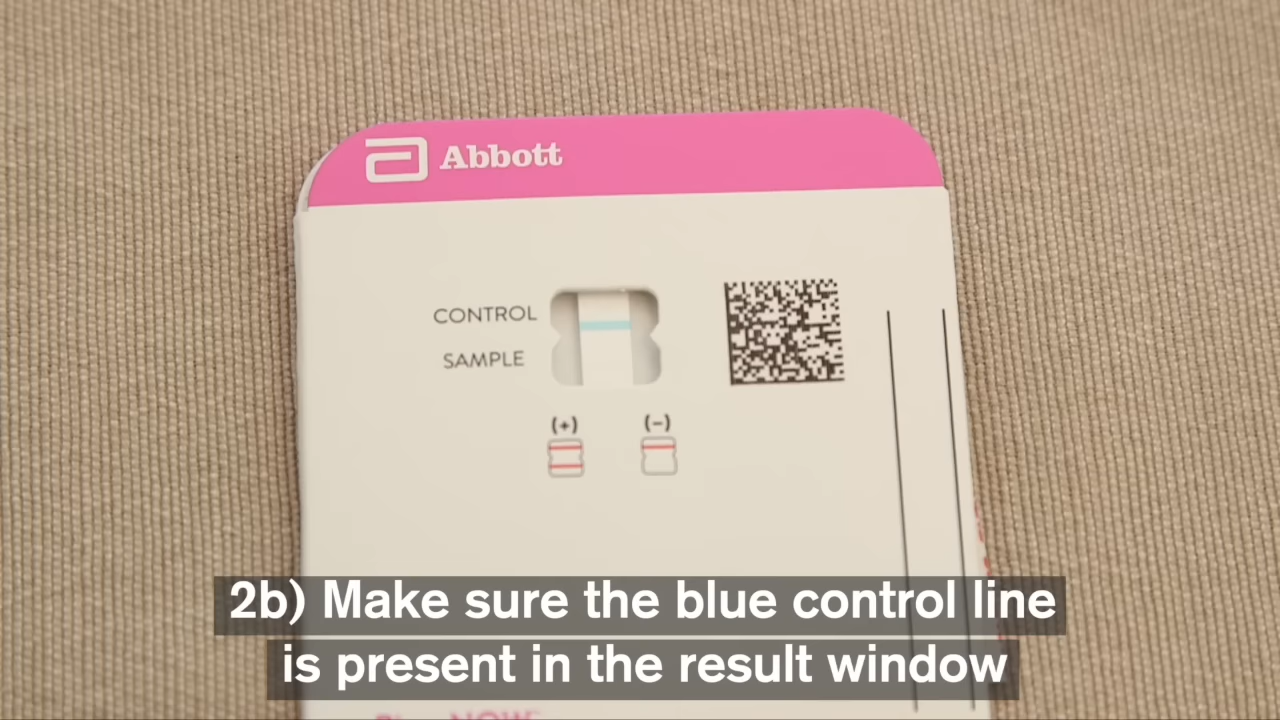 Abbott
CONTROL
SAMPLE
(+) (-)
2b) Make sure the blue control line
is present in the result window